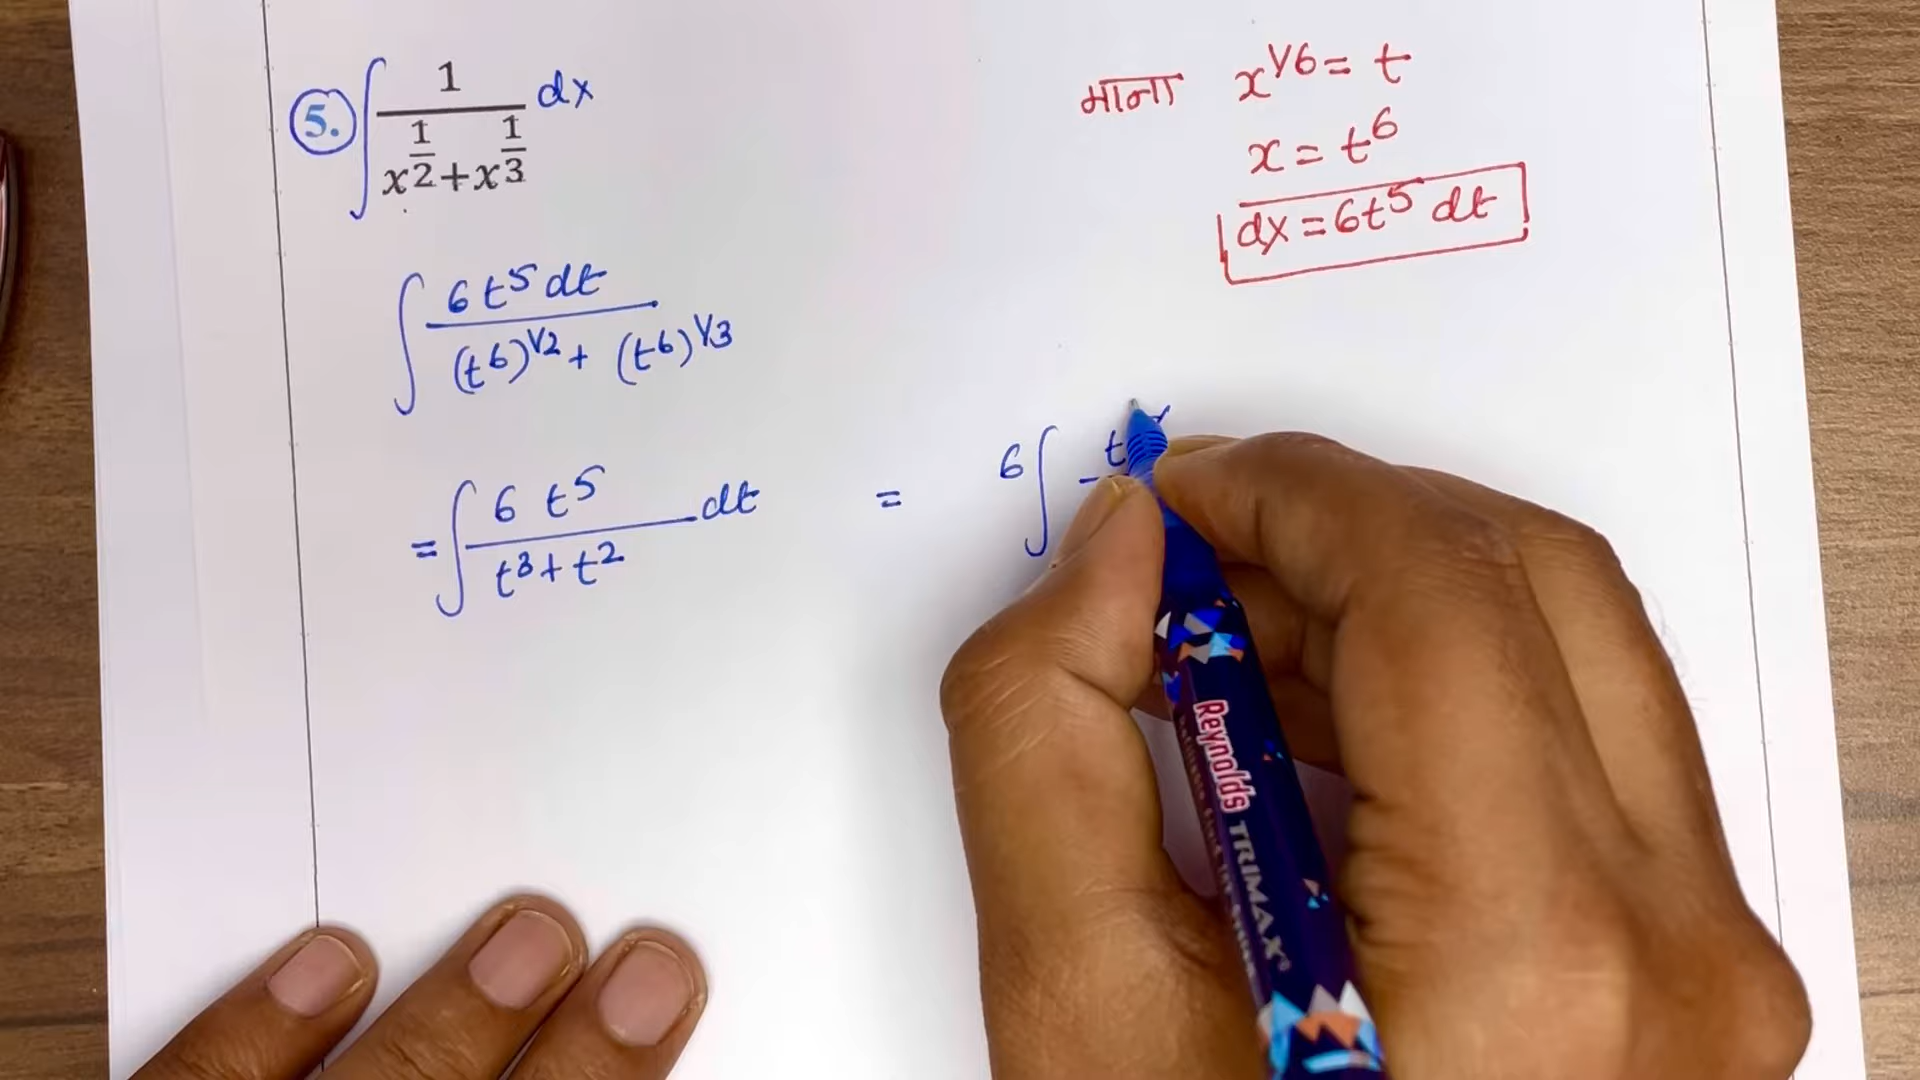 5. ∫ 1 / (x^(1/2) + x^(1/3)) dx
माना x^1/6 = t
x = t^6
dx = 6t^5 dt
∫ 6t^5 dt / ((t^6)^1/2 + (t^6)^1/3)
= ∫ 6 t^5 / (t^3 + t^2) dt = 6 ∫ t
Reynolds TRIMAX